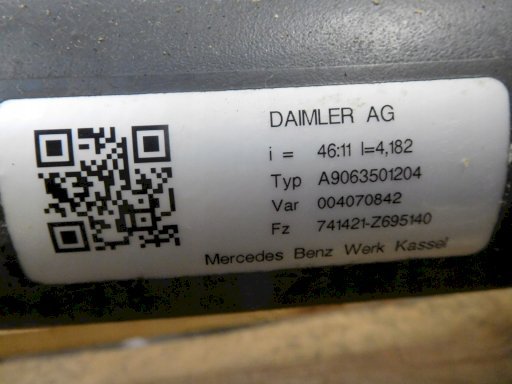 DAIMLER AG
i = 46:11 I=4,182
Typ A9063501204
Var 004070842
Fz 741421-Z695140
Mercedes Benz Werk Kassel